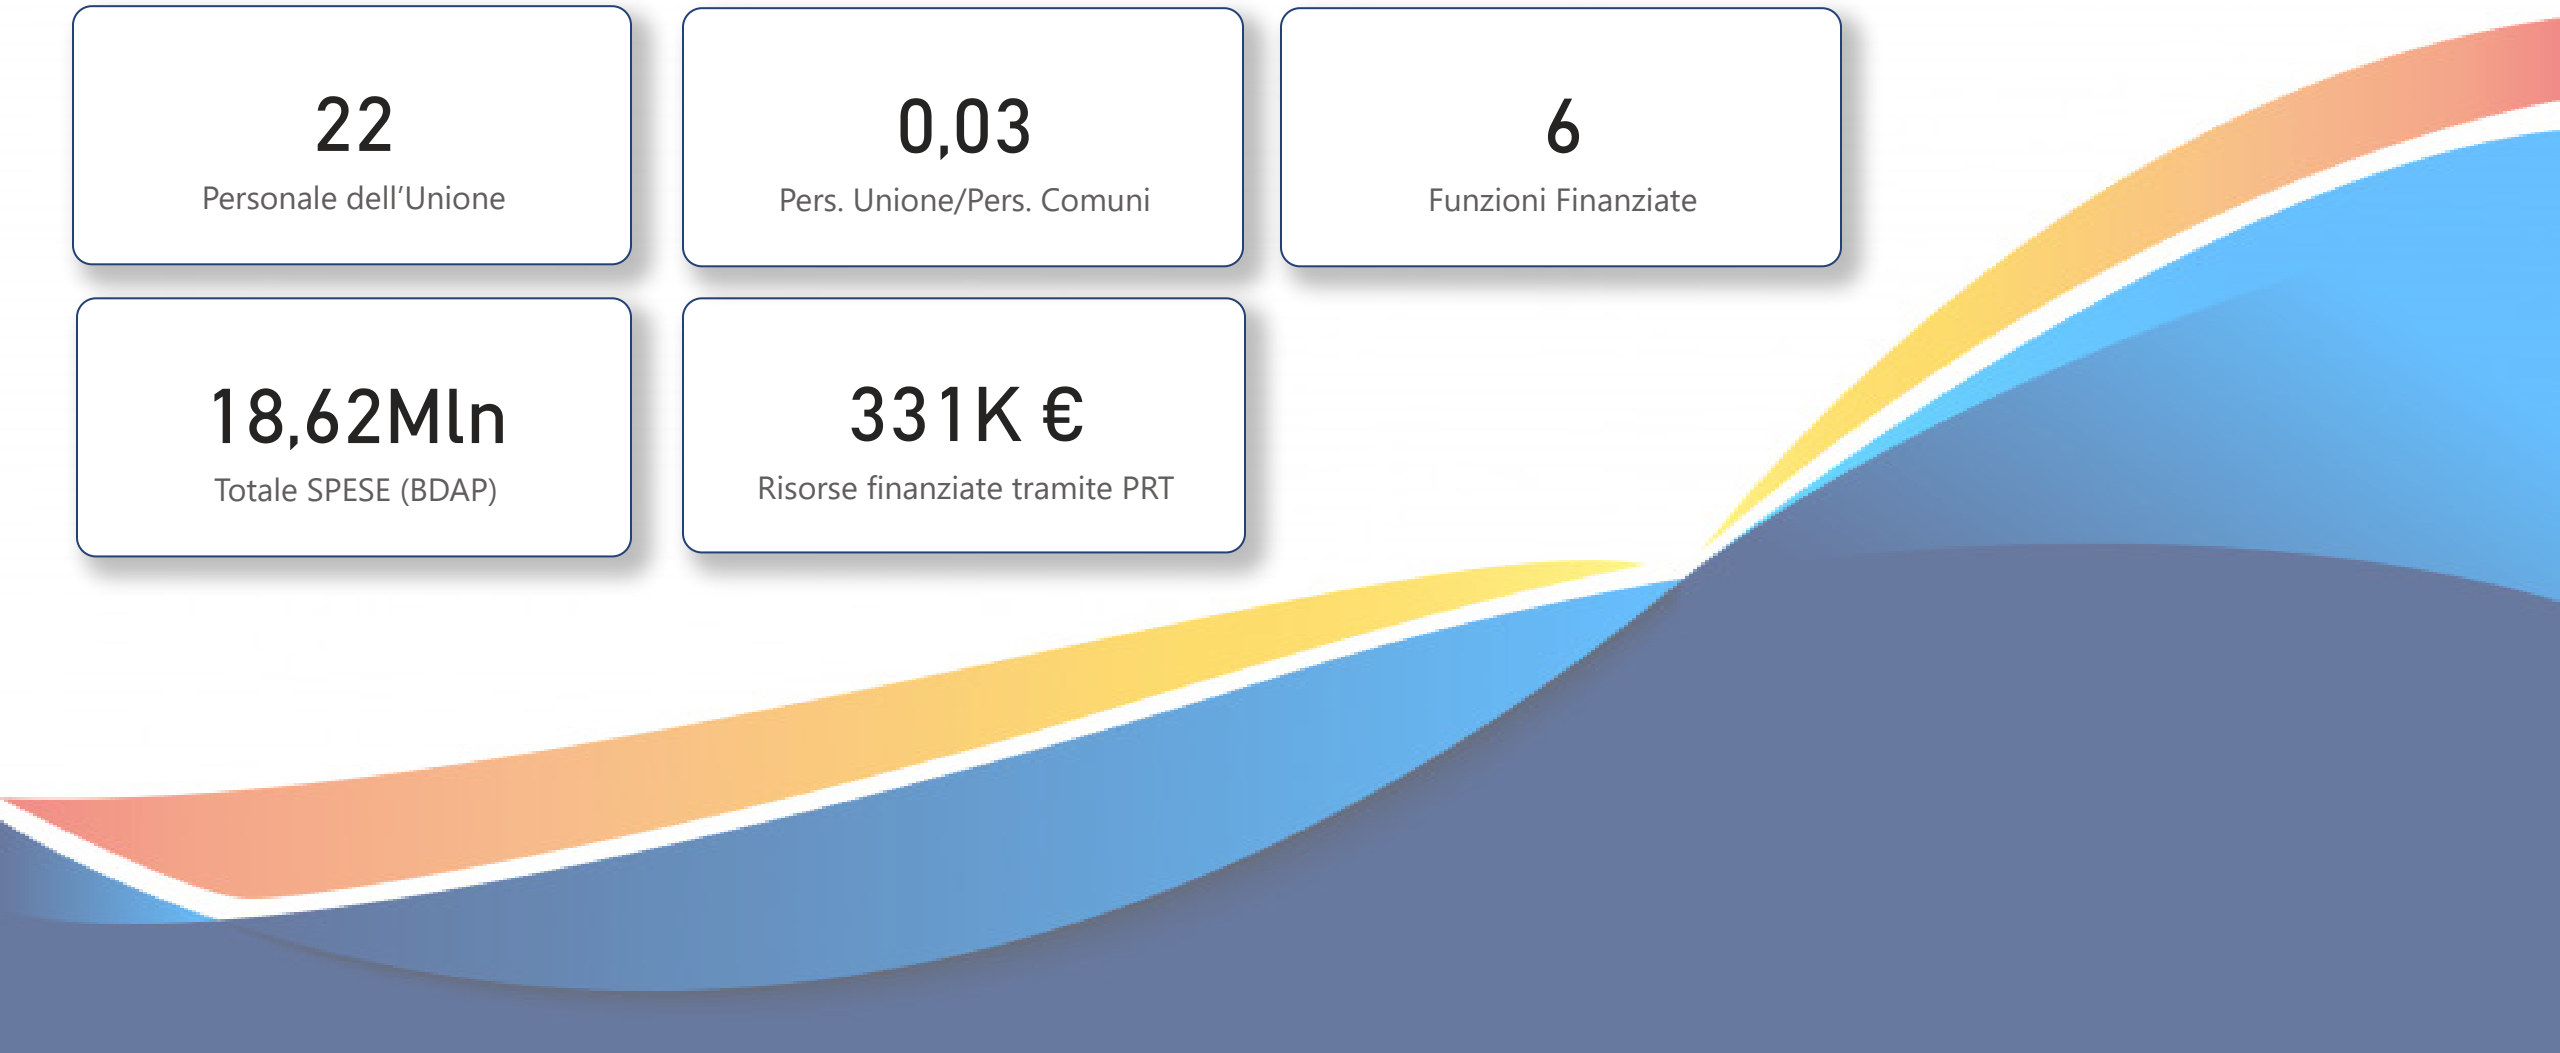 22
Personale dell’Unione
0,03
Pers. Unione/Pers. Comuni
6
Funzioni Finanziate
18,62Mln
Totale SPESE (BDAP)
331K €
Risorse finanziate tramite PRT